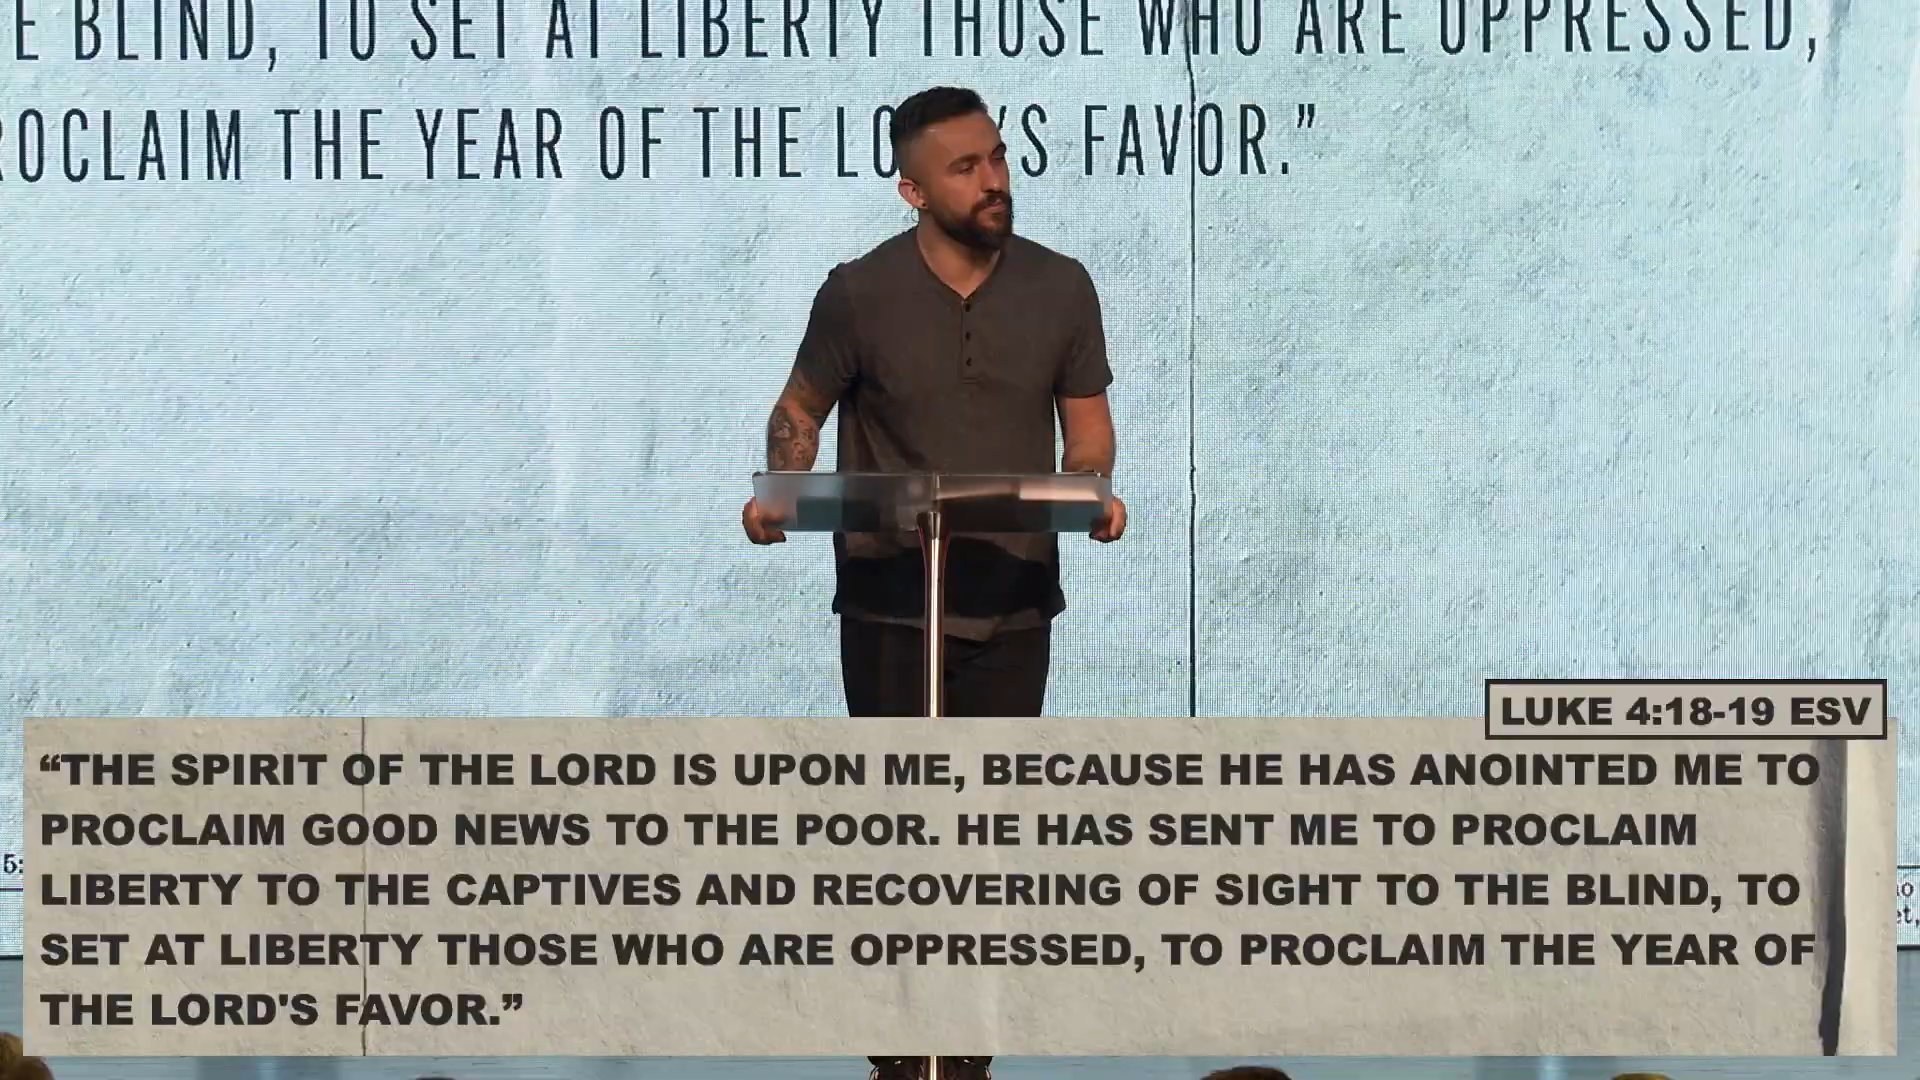 E BLIND, TO SET AT LIBERTY THOSE WHO ARE OPPRESSED,
ROCLAIM THE YEAR OF THE LO 'S FAVOR.”
LUKE 4:18-19 ESV
“THE SPIRIT OF THE LORD IS UPON ME, BECAUSE HE HAS ANOINTED ME TO
PROCLAIM GOOD NEWS TO THE POOR. HE HAS SENT ME TO PROCLAIM
LIBERTY TO THE CAPTIVES AND RECOVERING OF SIGHT TO THE BLIND, TO
SET AT LIBERTY THOSE WHO ARE OPPRESSED, TO PROCLAIM THE YEAR OF
THE LORD'S FAVOR.”
5: